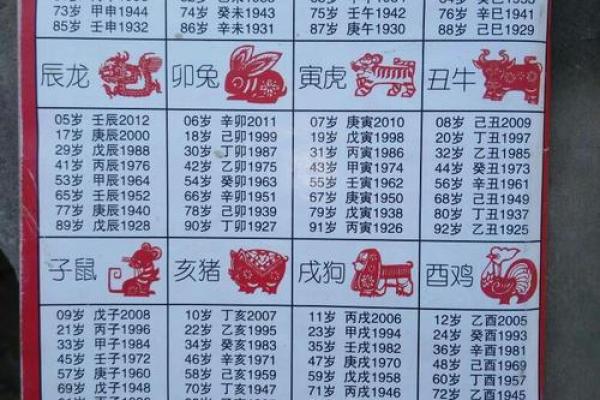 73岁 甲申1944
85岁 壬申1932
74岁 癸未1943
86岁 辛未1931
75岁 壬午1942
87岁 庚午1930
76岁 辛巳1941
88岁 己巳1929
辰龙
05岁 壬辰2012
17岁 庚辰2000
29岁 戊辰1988
41岁 丙辰1976
53岁 甲辰1964
65岁 壬辰1952
77岁 庚辰1940
89岁 戊辰1928
卯兔
06岁 辛卯2011
18岁 己卯1999
30岁 丁卯1987
42岁 乙卯1975
54岁 癸卯1963
66岁 辛卯1951
78岁 己卯1939
90岁 丁卯1927
寅虎
07岁 庚寅2010
19岁 戊寅1998
31岁 丙寅1986
43岁 甲寅1974
55岁 壬寅1962
67岁 庚寅1950
79岁 戊寅1938
91岁 丙寅1926
丑牛
08岁 己丑2009
20岁 丁丑1997
32岁 乙丑1985
44岁 癸丑1973
56岁 辛丑1961
68岁 己丑1949
80岁 丁丑1937
92岁 乙丑1925
子鼠
09岁 戊子2008
21岁 丙子1996
33岁 甲子1984
45岁 壬子1972
57岁 庚子1960
69岁 戊子1948
亥猪
10岁 丁亥2007
22岁 乙亥1995
34岁 癸亥1983
46岁 辛亥1971
58岁 己亥1959
70岁 丁亥1947
戌狗
11岁 丙戌2006
23岁 甲戌1994
35岁 壬戌1982
47岁 庚戌1970
59岁 戊戌1958
71岁 丙戌1946
酉鸡
12岁 乙酉2005
24岁 癸酉1993
36岁 辛酉1981
48岁 己酉1969
60岁 丁酉1957
72岁 乙酉1945